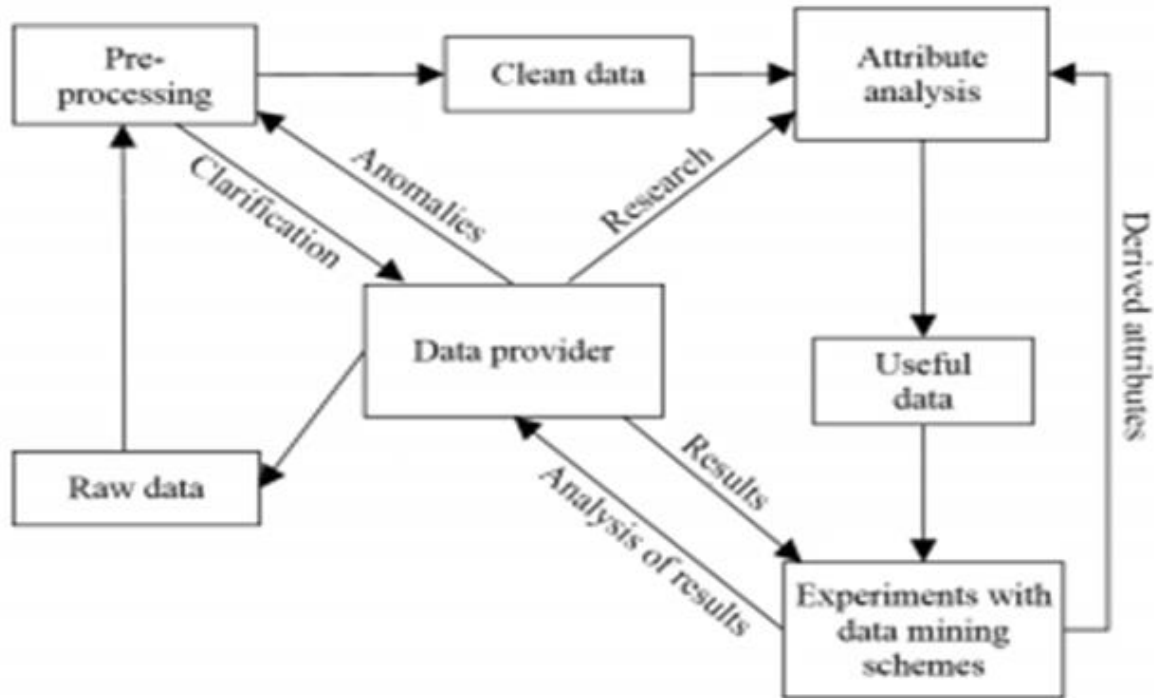 Pre-
processing
Clean data
Attribute
analysis
Clarification
Anomalies
Research
Derived attributes
Data provider
Useful
data
Raw data
Results
Analysis of results
Experiments with
data mining
schemes